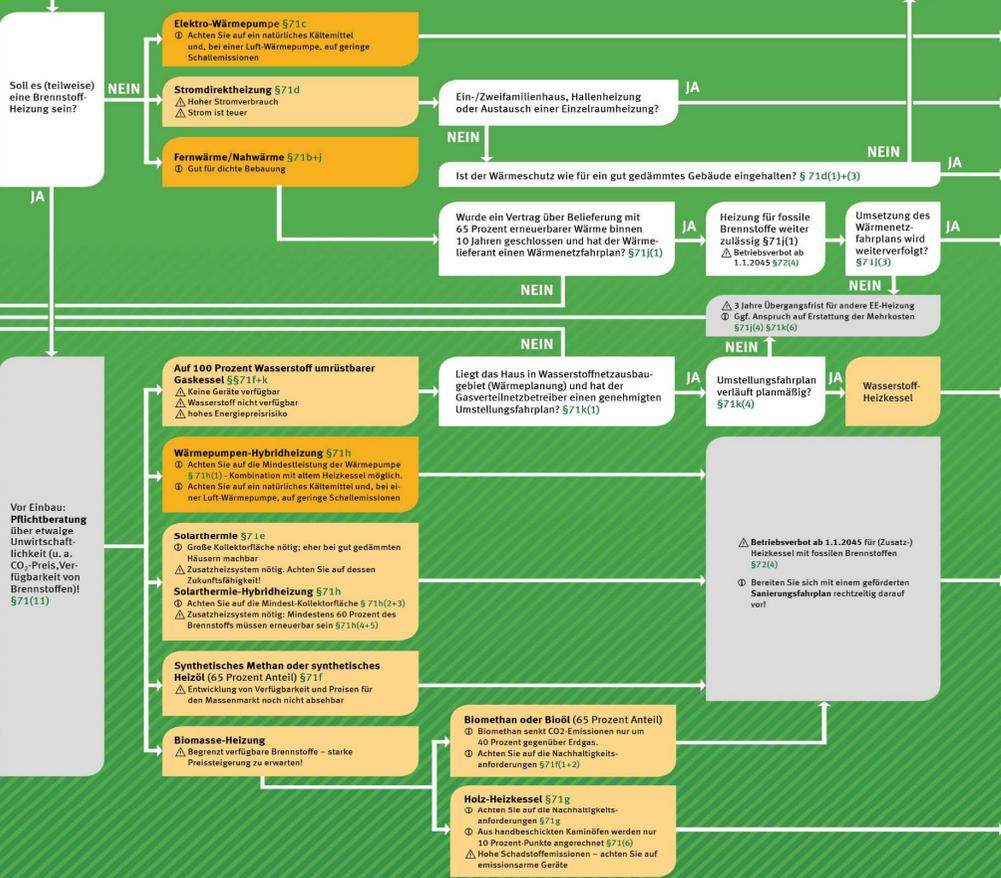 Soll es (teilweise)
eine Brennstoff-
Heizung sein?
NEIN
JA
Elektro-Wärmepumpe §71c
Achten Sie auf ein natürliches Kältemittel
und, bei einer Luft-Wärmepumpe, auf geringe
Schallemissionen
Stromdirektheizung §71d
Hoher Stromverbrauch
Strom ist teuer
Fernwärme/Nahwärme §71b+j
Gut für dichte Bebauung
Ein-/Zweifamilienhaus, Hallenheizung
oder Austausch einer Einzelraumheizung?
JA
NEIN
Ist der Wärmeschutz wie für ein gut gedämmtes Gebäude eingehalten? § 71d(1)+(3)
NEIN
JA
Wurde ein Vertrag über Belieferung mit
65 Prozent erneuerbarer Wärme binnen
10 Jahren geschlossen und hat der Wärme-
lieferant einen Wärmenetzfahrplan? §71j(1)
JA
NEIN
Heizung für fossile
Brennstoffe weiter
zulässig §71j(1)
Betriebsverbot ab
1.1.2045 §72(4)
Umsetzung des
Wärmenetz-
fahrplans wird
weiterverfolgt?
§71j(3)
JA
NEIN
3 Jahre Übergangsfrist für andere EE-Heizung
Ggf. Anspruch auf Erstattung der Mehrkosten
§71j(4) §71k(6)
Vor Einbau:
Pflichtberatung
über etwaige
Unwirtschaft-
lichkeit (u. a.
CO₂-Preis,Ver-
fügbarkeit von
Brennstoffen)!
§71(11)
Auf 100 Prozent Wasserstoff umrüstbarer
Gaskessel §§71f+k
Keine Geräte verfügbar
Wasserstoff nicht verfügbar
hohes Energiepreisrisiko
NEIN
Liegt das Haus in Wasserstoffnetzausbau-
gebiet (Wärmeplanung) und hat der
Gasverteilnetzbetreiber einen genehmigten
Umstellungsfahrplan? §71k(1)
JA
NEIN
Umstellungsfahrplan
verläuft planmäßig?
§71k(4)
JA
Wasserstoff-
Heizkessel
Wärmepumpen-Hybridheizung §71h
Achten Sie auf die Mindestleistung der Wärmepumpe
§ 71h(1) - Kombination mit altem Heizkessel möglich.
Achten Sie auf ein natürliches Kältemittel und, bei ei-
ner Luft-Wärmepumpe, auf geringe Schallemissionen
Solarthermie §71e
Große Kollektorfläche nötig; eher bei gut gedämmten
Häusern machbar
Zusatzheizsystem nötig. Achten Sie auf dessen
Zukunftsfähigkeit!
Solarthermie-Hybridheizung §71h
Achten Sie auf die Mindest-Kollektorfläche § 71h(2+3)
Zusatzheizsystem nötig: Mindestens 60 Prozent des
Brennstoffs müssen erneuerbar sein §71h(4+5)
Betriebsverbot ab 1.1.2045 für (Zusatz-)
Heizkessel mit fossilen Brennstoffen
§72(4)
Bereiten Sie sich mit einem geförderten
Sanierungsfahrplan rechtzeitig darauf
vor!
Synthetisches Methan oder synthetisches
Heizöl (65 Prozent Anteil) §71f
Entwicklung von Verfügbarkeit und Preisen für
den Massenmarkt noch nicht absehbar
Biomasse-Heizung
Begrenzt verfügbare Brennstoffe – starke
Preissteigerung zu erwarten!
Biomethan oder Bioöl (65 Prozent Anteil)
Biomethan senkt CO2-Emissionen nur um
40 Prozent gegenüber Erdgas.
Achten Sie auf die Nachhaltigkeits-
anforderungen §71f(1+2)
Holz-Heizkessel §71g
Achten Sie auf die Nachhaltigkeits-
anforderungen §71g
Aus handbeschickten Kaminöfen werden nur
10 Prozent-Punkte angerechnet §71(6)
Hohe Schadstoffemissionen – achten Sie auf
emissionsarme Geräte